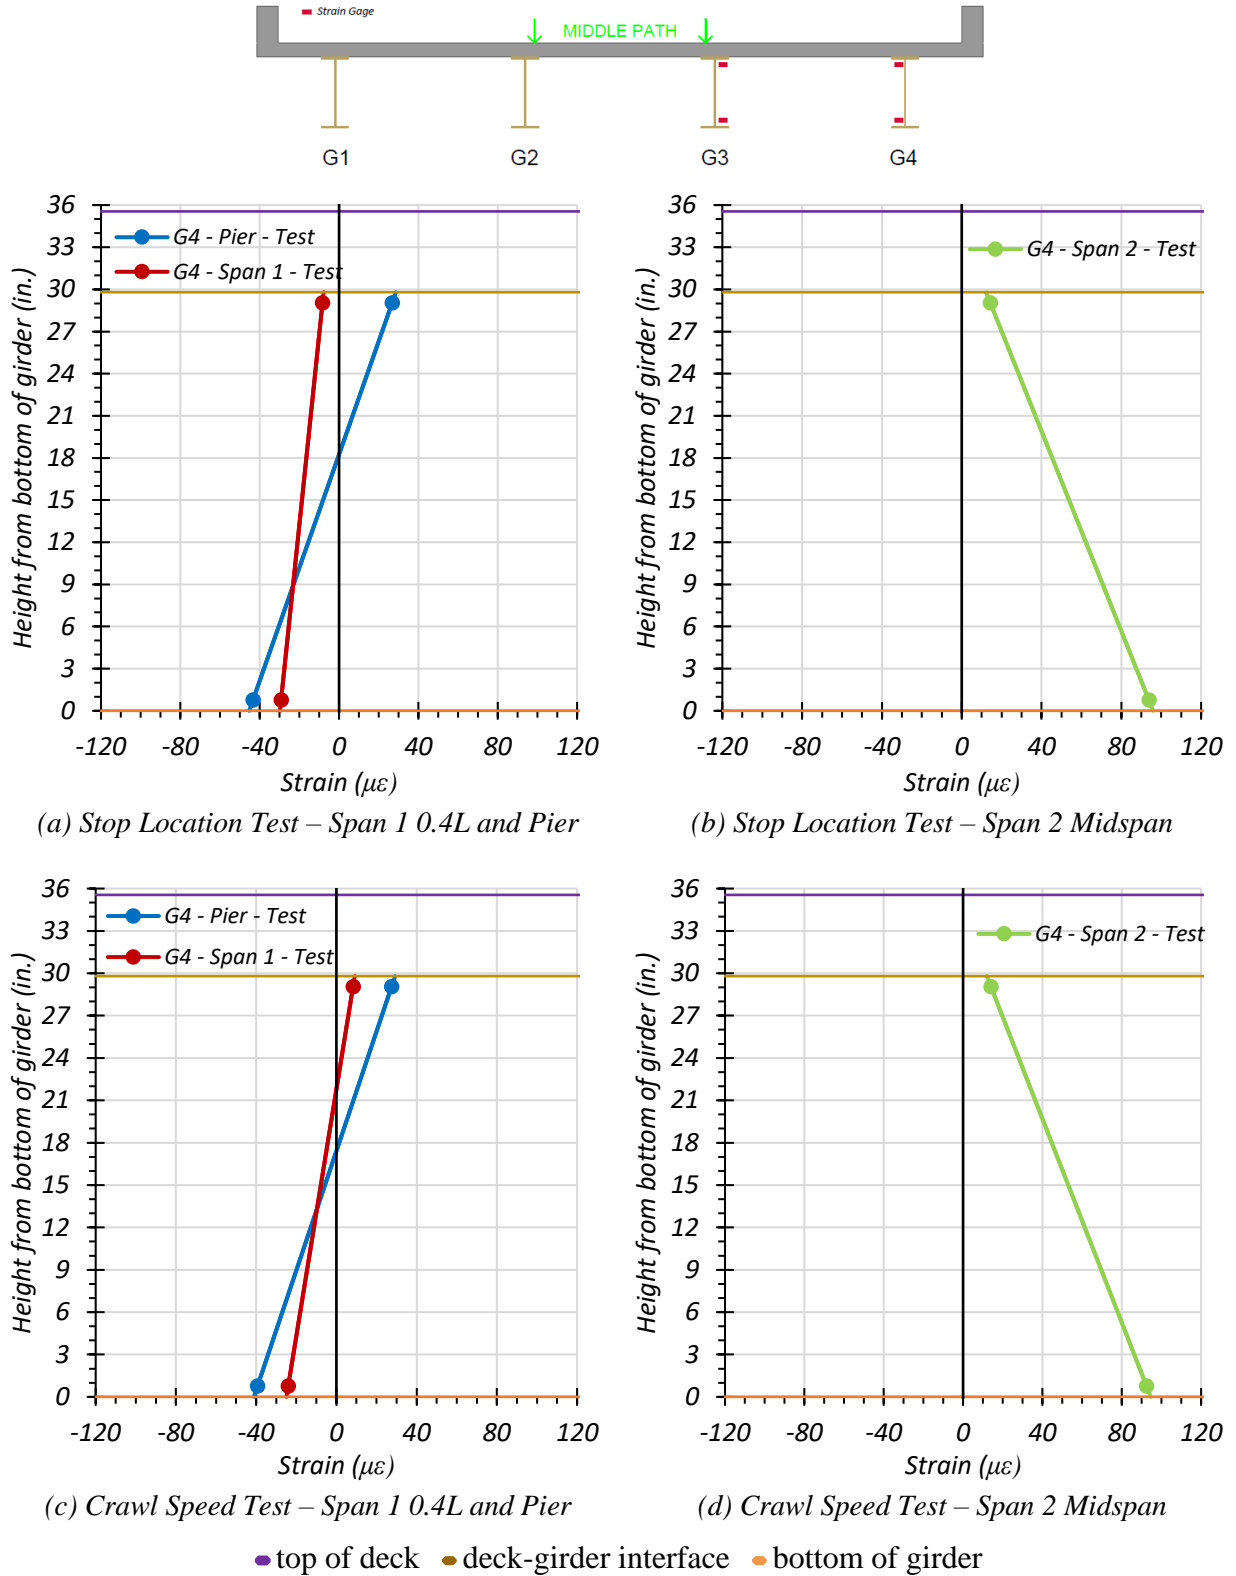 Strain Gage
MIDDLE PATH
G1 G2 G3 G4
Height from bottom of girder (in.)
36
33
30
27
24
21
18
15
12
9
6
3
0
G4 - Pier - Test
G4 - Span 1 - Test
-120 -80 -40 0 40 80 120
Strain (με)
(a) Stop Location Test – Span 1 0.4L and Pier
Height from bottom of girder (in.)
36
33
30
27
24
21
18
15
12
9
6
3
0
G4 - Span 2 - Test
-120 -80 -40 0 40 80 120
Strain (με)
(b) Stop Location Test – Span 2 Midspan
Height from bottom of girder (in.)
36
33
30
27
24
21
18
15
12
9
6
3
0
G4 - Pier - Test
G4 - Span 1 - Test
-120 -80 -40 0 40 80 120
Strain (με)
(c) Crawl Speed Test – Span 1 0.4L and Pier
Height from bottom of girder (in.)
36
33
30
27
24
21
18
15
12
9
6
3
0
G4 - Span 2 - Test
-120 -80 -40 0 40 80 120
Strain (με)
(d) Crawl Speed Test – Span 2 Midspan
top of deck deck-girder interface bottom of girder